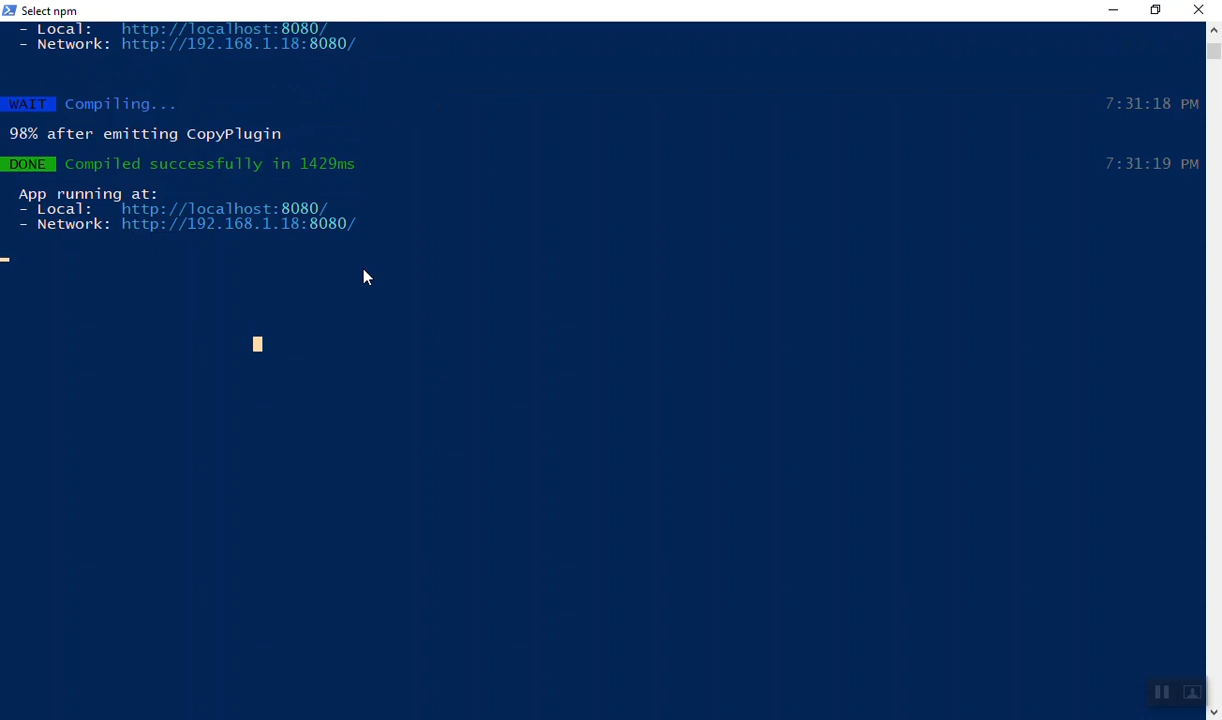 Select npm
- Local: http://localhost:8080/
- Network: http://192.168.1.18:8080/
WAIT Compiling... 7:31:18 PM
98% after emitting CopyPlugin
DONE Compiled successfully in 1429ms 7:31:19 PM
App running at:
- Local: http://localhost:8080/
- Network: http://192.168.1.18:8080/